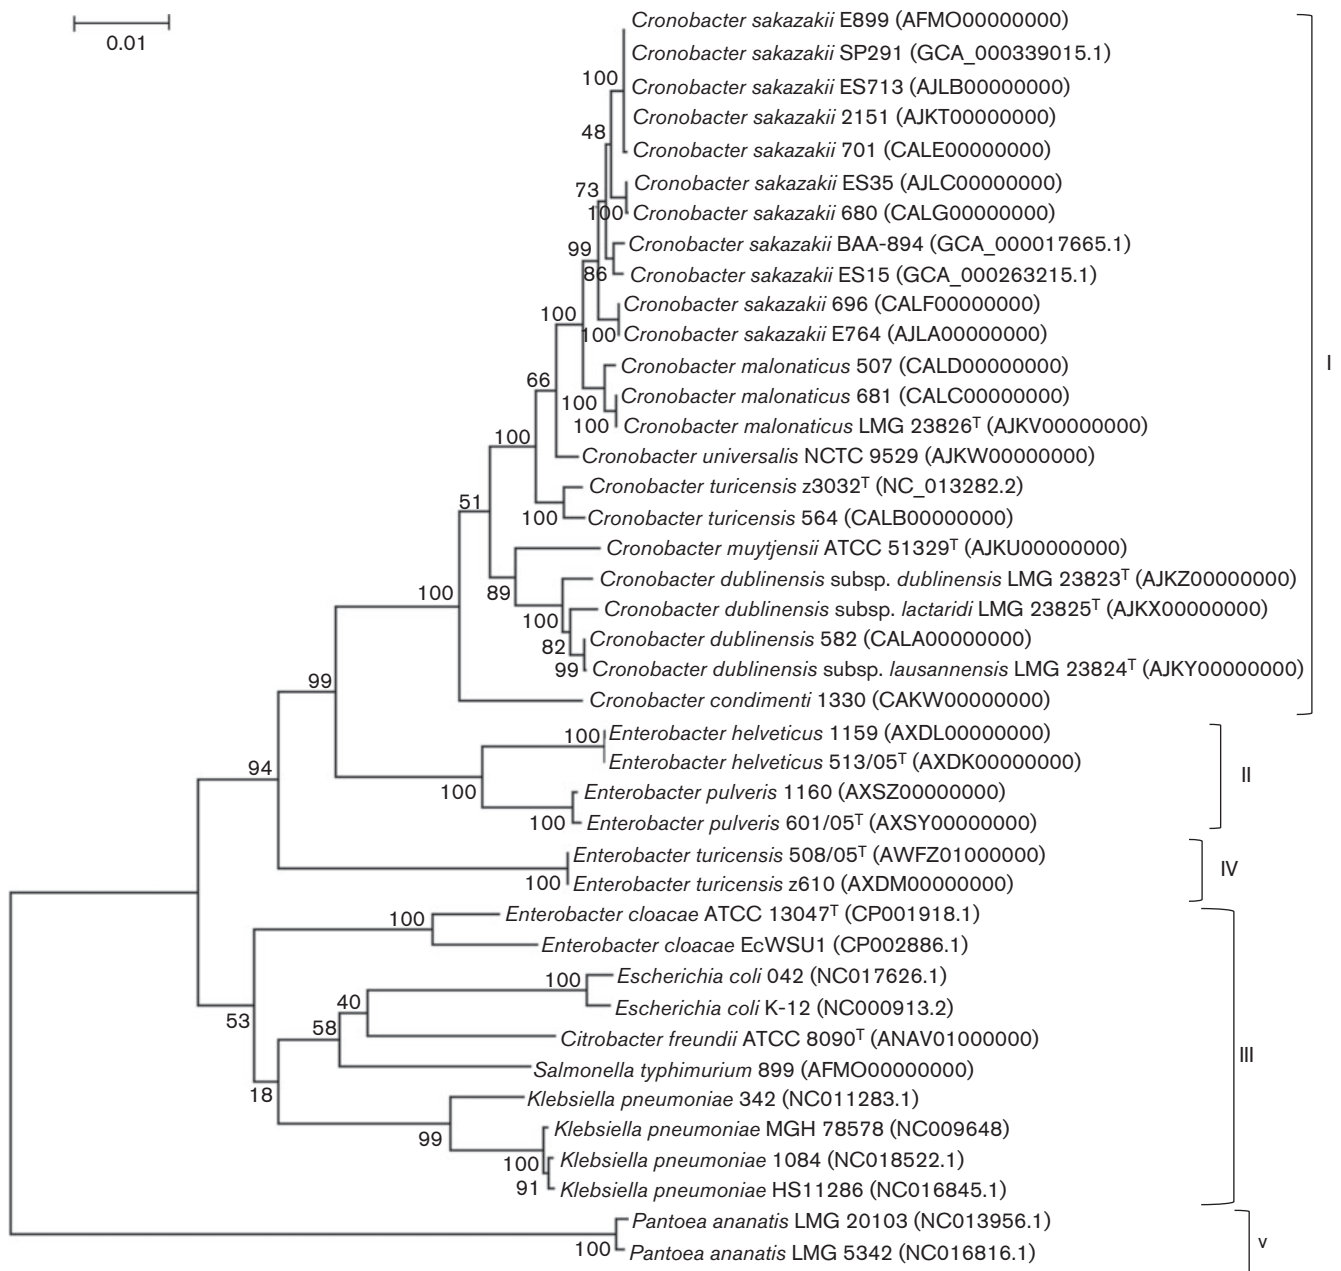 0.01
Cronobacter sakazakii E899 (AFMO00000000)
Cronobacter sakazakii SP291 (GCA_000339015.1)
100
Cronobacter sakazakii ES713 (AJLB00000000)
Cronobacter sakazakii 2151 (AJKT00000000)
48
Cronobacter sakazakii 701 (CALE00000000)
Cronobacter sakazakii ES35 (AJLC00000000)
73
100
Cronobacter sakazakii 680 (CALG00000000)
Cronobacter sakazakii BAA-894 (GCA_000017665.1)
99
86
Cronobacter sakazakii ES15 (GCA_000263215.1)
Cronobacter sakazakii 696 (CALF00000000)
100
100
Cronobacter sakazakii E764 (AJLA00000000)
I
Cronobacter malonaticus 507 (CALD00000000)
66
Cronobacter malonaticus 681 (CALC00000000)
100
100
Cronobacter malonaticus LMG 23826T (AJKV00000000)
100
Cronobacter universalis NCTC 9529 (AJKW00000000)
Cronobacter turicensis z3032T (NC_013282.2)
51
100
Cronobacter turicensis 564 (CALB00000000)
Cronobacter muytjensii ATCC 51329T (AJKU00000000)
Cronobacter dublinensis subsp. dublinensis LMG 23823T (AJKZ00000000)
100
89
Cronobacter dublinensis subsp. lactaridi LMG 23825T (AJKX00000000)
100
Cronobacter dublinensis 582 (CALA00000000)
82
99
Cronobacter dublinensis subsp. lausannensis LMG 23824T (AJKY00000000)
99
Cronobacter condimenti 1330 (CAKW00000000)
100
Enterobacter helveticus 1159 (AXDL00000000)
Enterobacter helveticus 513/05T (AXDK00000000)
94
II
100
Enterobacter pulveris 1160 (AXSZ00000000)
100
Enterobacter pulveris 601/05T (AXSY00000000)
Enterobacter turicensis 508/05T (AWFZ01000000)
IV
100
Enterobacter turicensis z610 (AXDM00000000)
100
Enterobacter cloacae ATCC 13047T (CP001918.1)
Enterobacter cloacae EcWSU1 (CP002886.1)
100
Escherichia coli 042 (NC017626.1)
40
Escherichia coli K-12 (NC000913.2)
53
58
Citrobacter freundii ATCC 8090T (ANAV01000000)
III
Salmonella typhimurium 899 (AFMO00000000)
18
Klebsiella pneumoniae 342 (NC011283.1)
99
Klebsiella pneumoniae MGH 78578 (NC009648)
100
Klebsiella pneumoniae 1084 (NC018522.1)
91
Klebsiella pneumoniae HS11286 (NC016845.1)
Pantoea ananatis LMG 20103 (NC013956.1)
v
100
Pantoea ananatis LMG 5342 (NC016816.1)